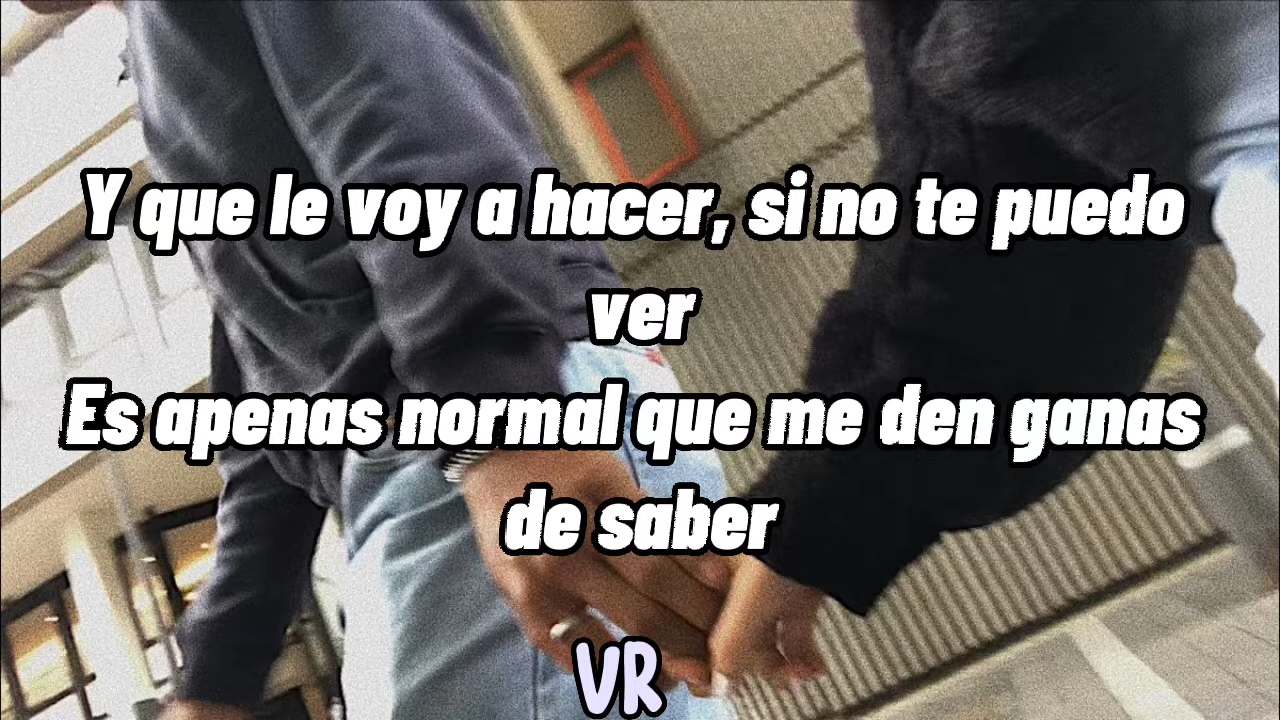 Y que le voy a hacer, si no te puedo
ver
Es apenas normal que me den ganas
de saber
VR